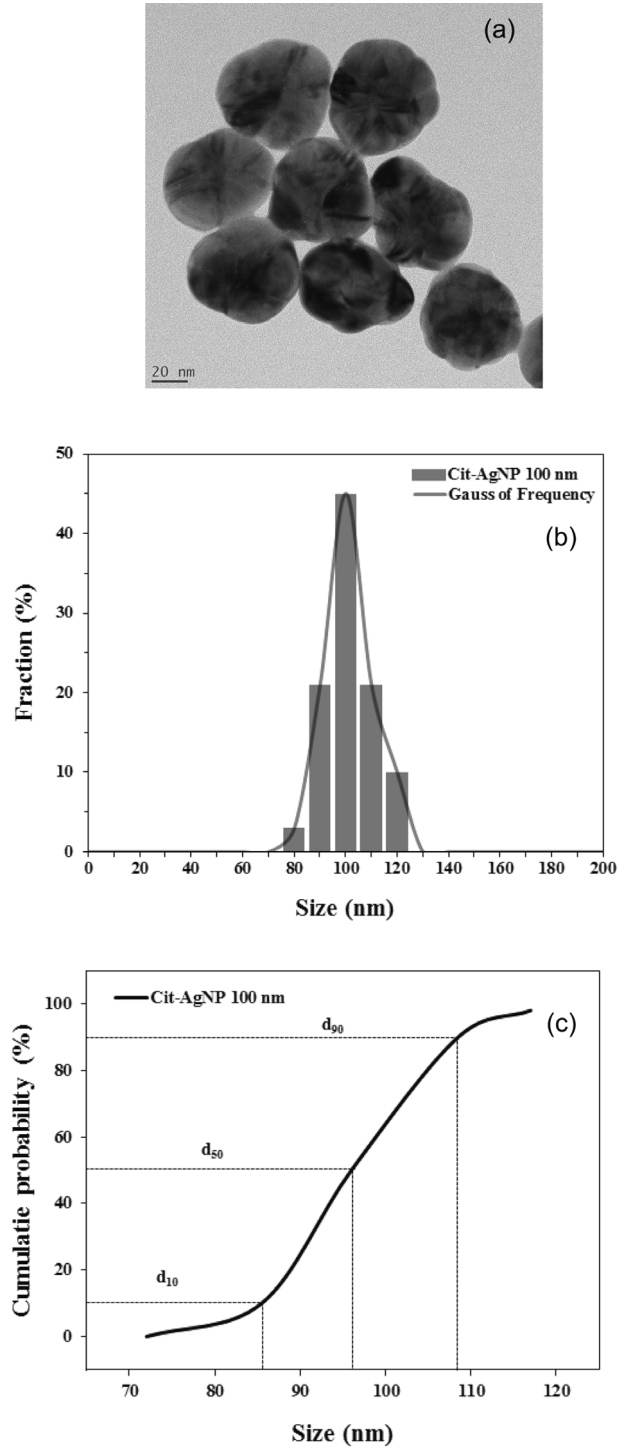 (a)
20 nm
50
Cit-AgNP 100 nm
Gauss of Frequency
(b)
40
30
20
10
0
Fraction (%)
0 20 40 60 80 100 120 140 160 180 200
Size (nm)
Cit-AgNP 100 nm
(c)
100
d90
80
60
d50
40
20
d10
0
Cumulatie probability (%)
70 80 90 100 110 120
Size (nm)